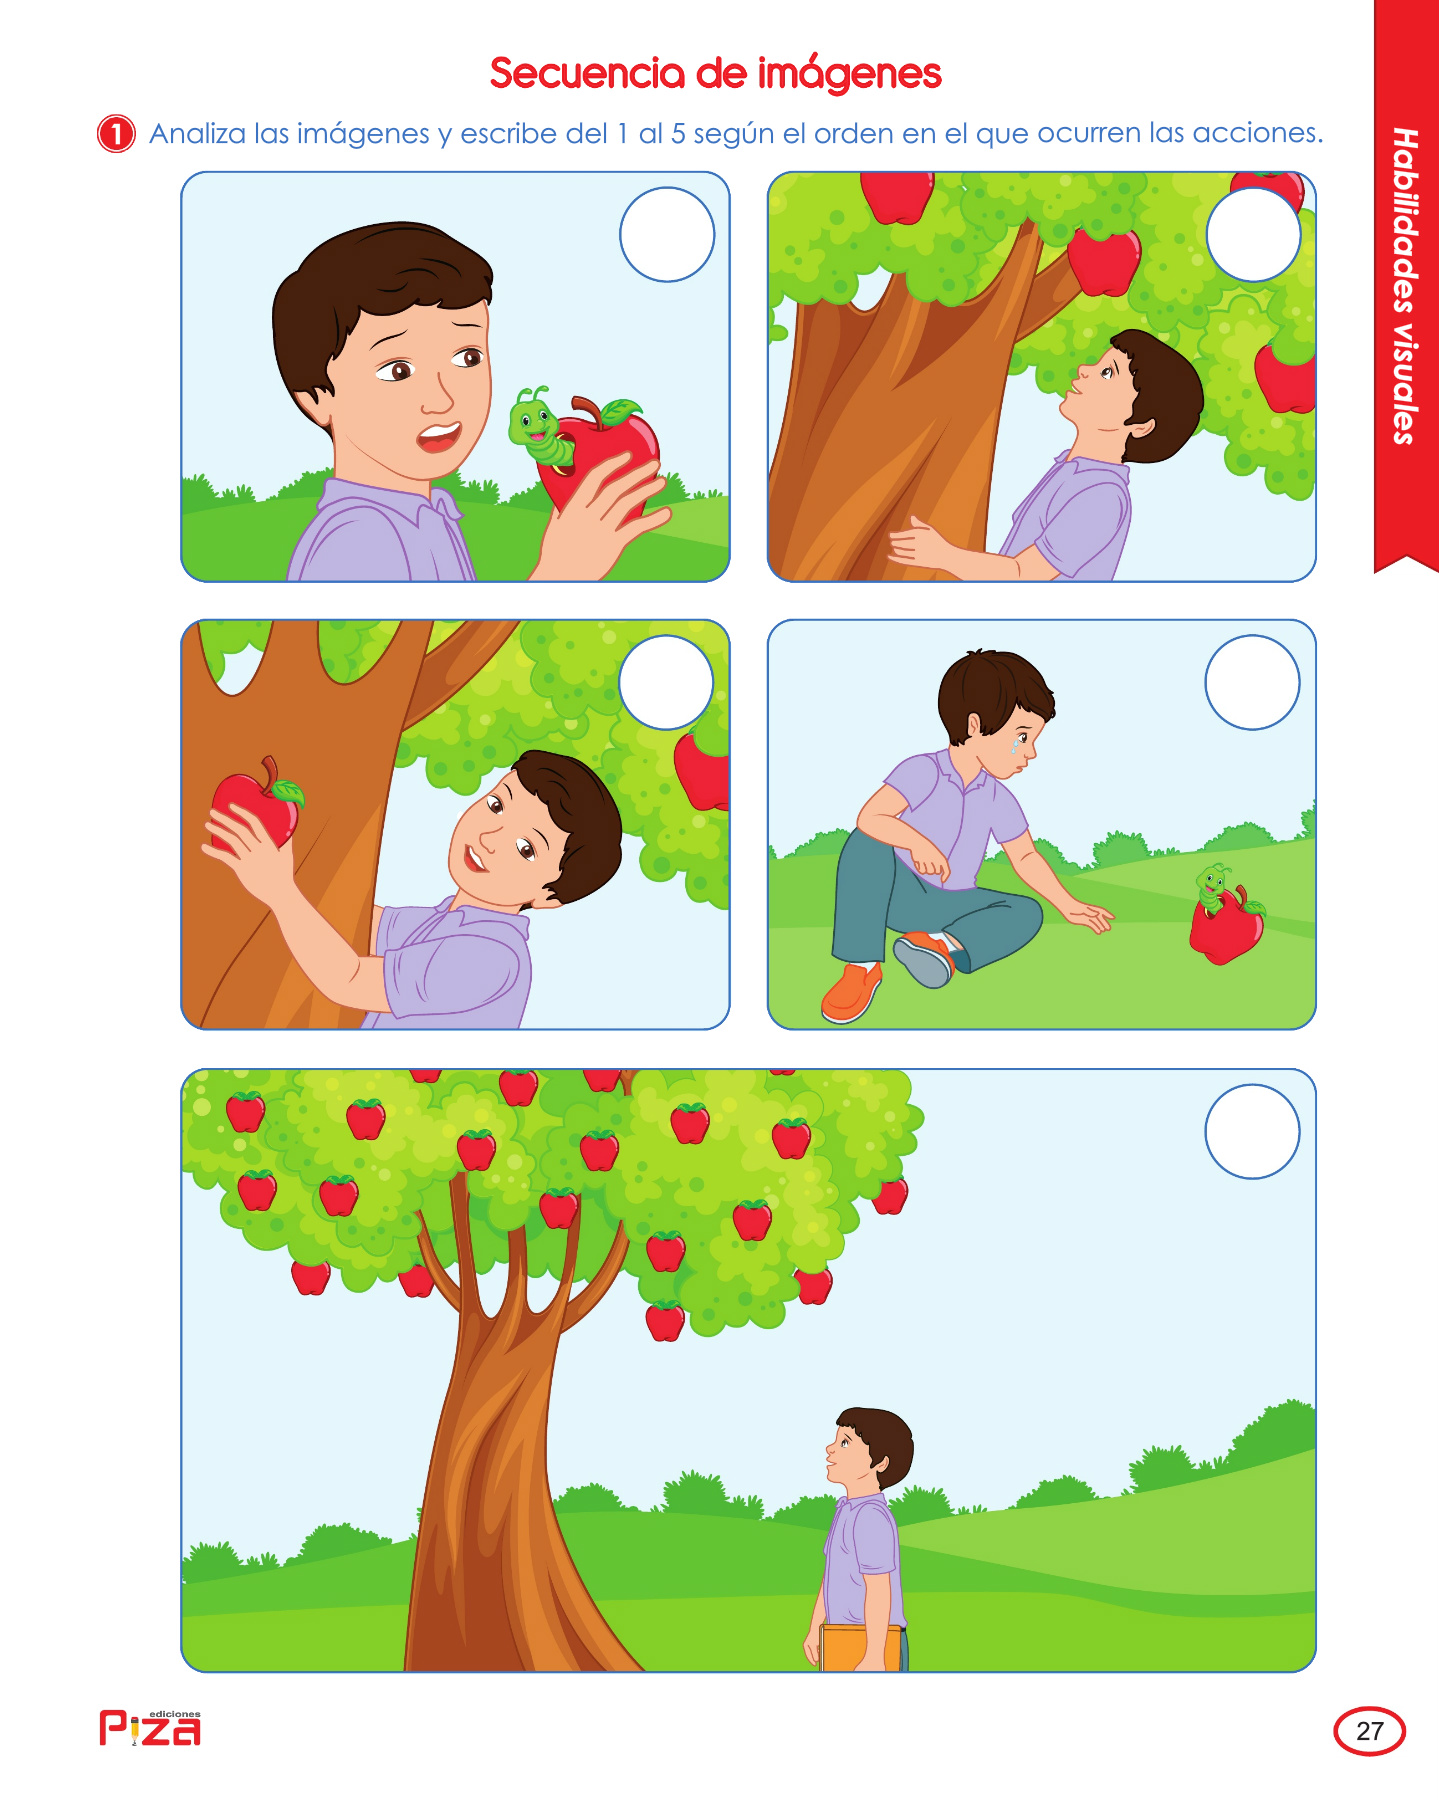 Secuencia de imágenes
1 Analiza las imágenes y escribe del 1 al 5 según el orden en el que ocurren las acciones.
Habilidades visuales
ediciones
Piza
27